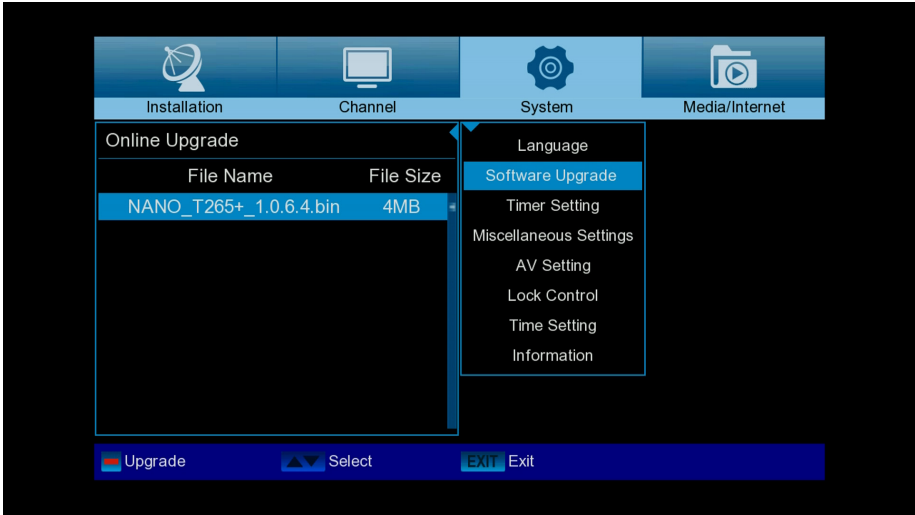 Installation
Channel
System
Media/Internet
Online Upgrade
File Name File Size
NANO_T265+_1.0.6.4.bin 4MB
Language
Software Upgrade
Timer Setting
Miscellaneous Settings
AV Setting
Lock Control
Time Setting
Information
Upgrade
Select
EXIT Exit